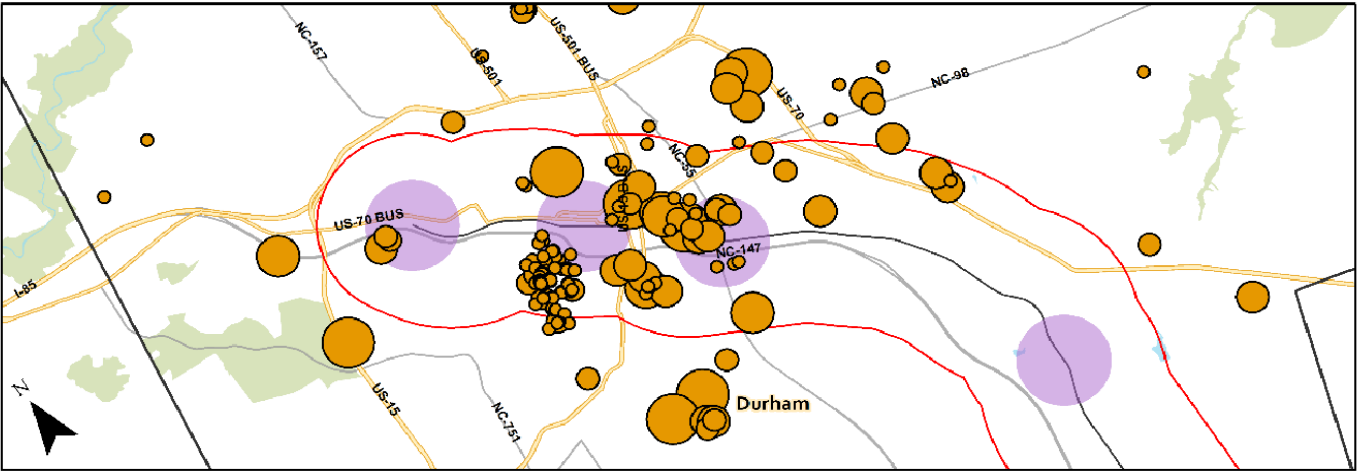 NC-157
US-501
US-501 BUS
US-70
NC-98
NC-55
US-70 BUS
NC-147
I-85
US-15
NC-751
Durham
N